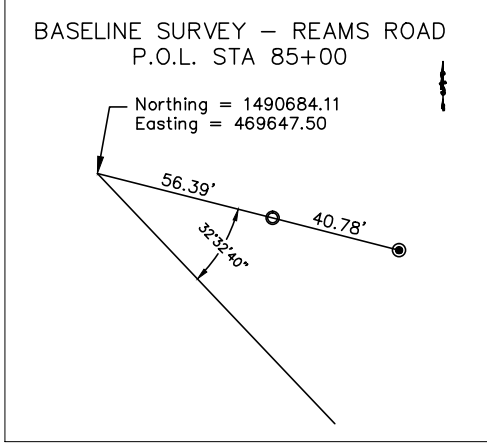 BASELINE SURVEY – REAMS ROAD
P.O.L. STA 85+00
Northing = 1490684.11
Easting = 469647.50
56.39'
40.78'
32°32'40"